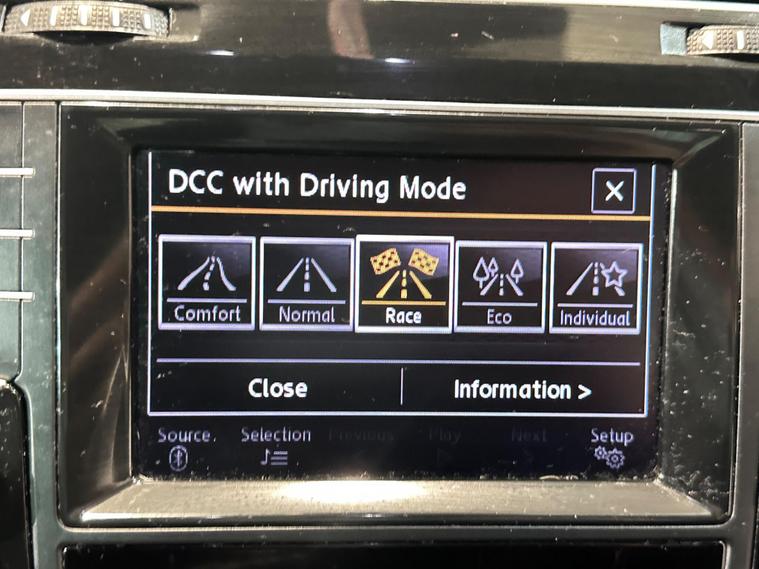 DCC with Driving Mode X
Comfort Normal Race Eco Individual
Close Information >
Source Selection Previous Play Next Setup